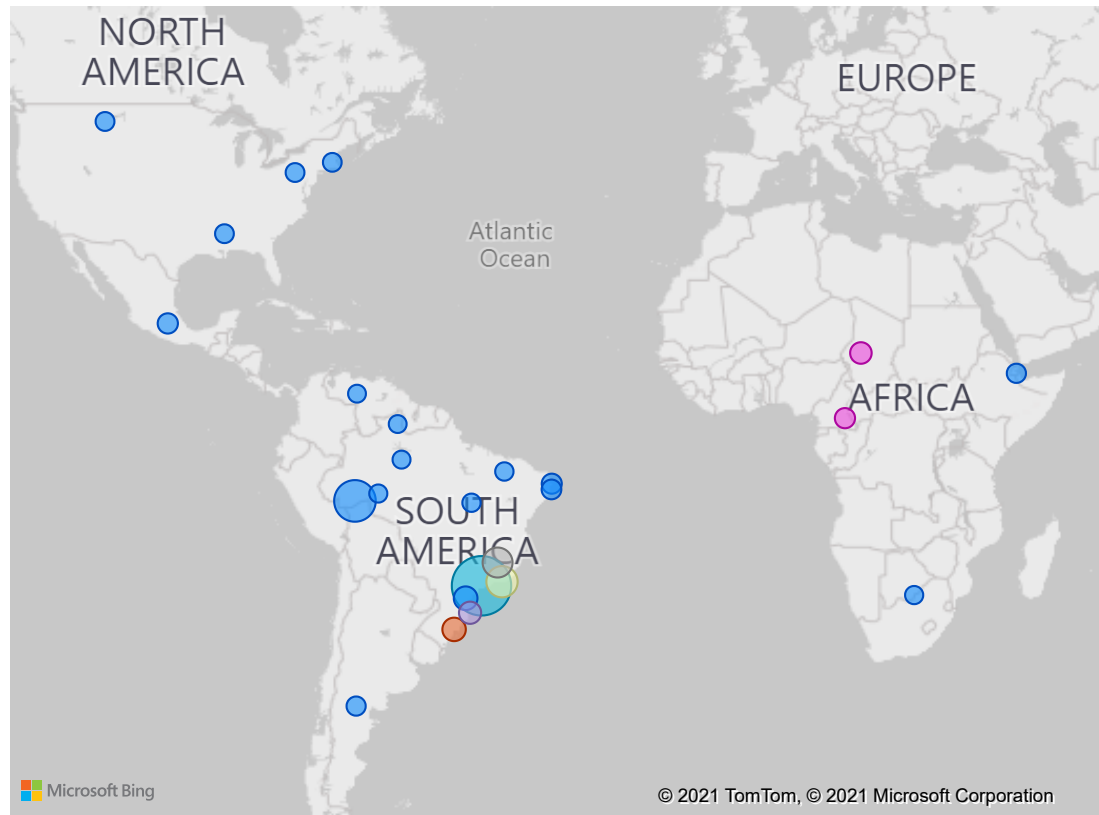 NORTH
AMERICA
EUROPE
Atlantic
Ocean
AFRICA
SOUTH
AMERICA
Microsoft Bing
© 2021 TomTom, © 2021 Microsoft Corporation